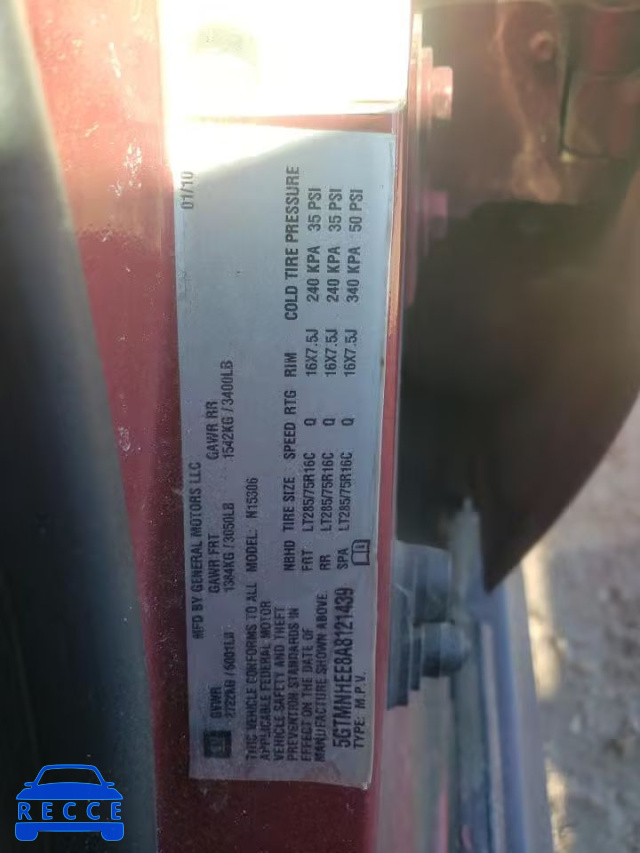 MFD BY GENERAL MOTORS LLC 01/10
GVWR GAWR FRT GAWR RR
2722KG / 6001LB 1384KG / 3050LB 1542KG / 3400LB
THIS VEHICLE CONFORMS TO ALL
APPLICABLE FEDERAL MOTOR
VEHICLE SAFETY AND THEFT
PREVENTION STANDARDS IN
EFFECT ON THE DATE OF
MANUFACTURE SHOWN ABOVE.
5GTMNHEE8A8121439
TYPE: M.P.V.
MODEL: N15306
NBHD TIRE SIZE SPEED RTG RIM COLD TIRE PRESSURE
FRT LT285/75R16C Q 16X7.5J 240 KPA 35 PSI
RR LT285/75R16C Q 16X7.5J 240 KPA 35 PSI
SPA LT285/75R16C Q 16X7.5J 340 KPA 50 PSI
RECCE